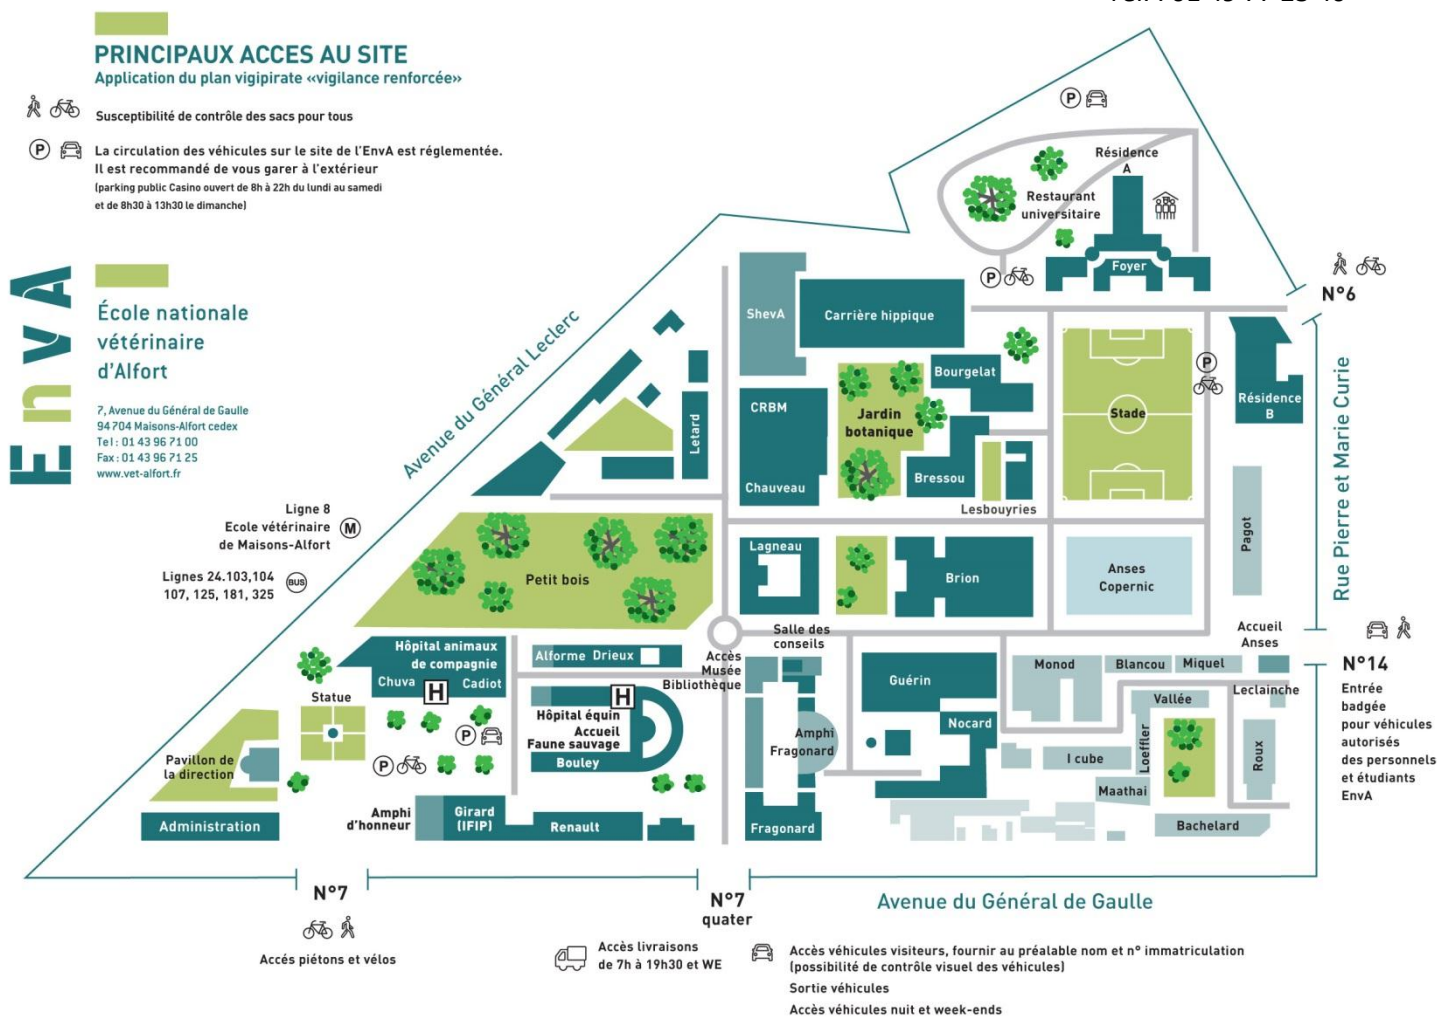 PRINCIPAUX ACCES AU SITE
Application du plan vigipirate «vigilance renforcée»
Susceptibilité de contrôle des sacs pour tous
P
La circulation des véhicules sur le site de l'EnvA est réglementée.
Il est recommandé de vous garer à l'extérieur
(parking public Casino ouvert de 8h à 22h du lundi au samedi
et de 8h30 à 13h30 le dimanche)
EnvA
École nationale
vétérinaire
d'Alfort
7, Avenue du Général de Gaulle
94 704 Maisons-Alfort cedex
Tel : 01 43 96 71 00
Fax : 01 43 96 71 25
www.vet-alfort.fr
Ligne 8
Ecole vétérinaire
de Maisons-Alfort
M
Lignes 24.103,104
107, 125, 181, 325
BUS
Avenue du Général Leclerc
P
Résidence
A
Restaurant
universitaire
Foyer
P
N°6
ShevA
Carrière hippique
Bourgelat
P
Stade
Résidence
B
Rue Pierre et Marie Curie
Letard
CRBM
Chauveau
Jardin
botanique
Bressou
Lesbouyries
Pagot
Petit bois
Lagneau
Brion
Anses
Copernic
Accueil
Anses
N°14
Entrée
badgée
pour véhicules
autorisés
des personnels
et étudiants
EnvA
Hôpital animaux
de compagnie
Chuva
H
Cadiot
Alforme
Drieux
Accès
Musée
Bibliothèque
Salle des
conseils
Guérin
Nocard
Monod
Blancou
Miquel
Leclainche
Vallée
Loeffler
I cube
Maathai
Roux
Bachelard
Statue
P
P
H
Hôpital équin
Accueil
Faune sauvage
Bouley
Amphi
Fragonard
Fragonard
Pavillon de
la direction
Administration
Amphi
d'honneur
Girard
(IFIP)
Renault
N°7
Accés piétons et vélos
N°7
quater
Avenue du Général de Gaulle
Accès livraisons
de 7h à 19h30 et WE
Accès véhicules visiteurs, fournir au préalable nom et n° immatriculation
(possibilité de contrôle visuel des véhicules)
Sortie véhicules
Accès véhicules nuit et week-ends